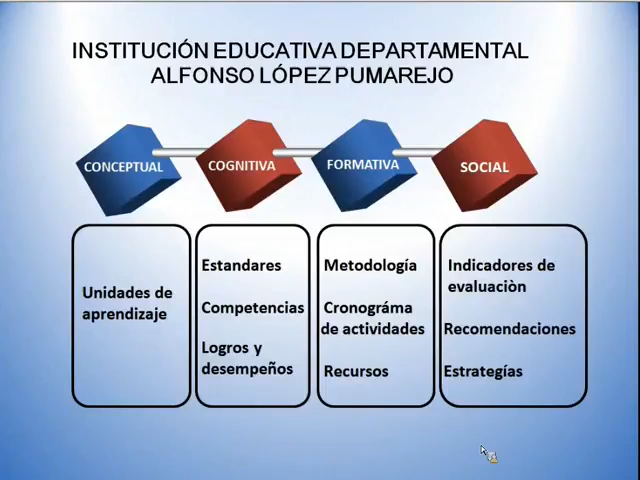 INSTITUCIÓN EDUCATIVA DEPARTAMENTAL
ALFONSO LÓPEZ PUMAREJO
CONCEPTUAL
COGNITIVA
FORMATIVA
SOCIAL
Unidades de
aprendizaje
Estandares
Competencias
Logros y
desempeños
Metodología
Cronográma
de actividades
Recursos
Indicadores de
evaluaciòn
Recomendaciones
Estrategías